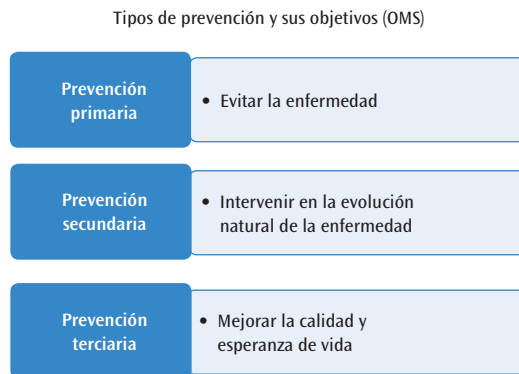 Tipos de prevención y sus objetivos (OMS)
Prevención
primaria
• Evitar la enfermedad
Prevención
secundaria
• Intervenir en la evolución
natural de la enfermedad
Prevención
terciaria
• Mejorar la calidad y
esperanza de vida